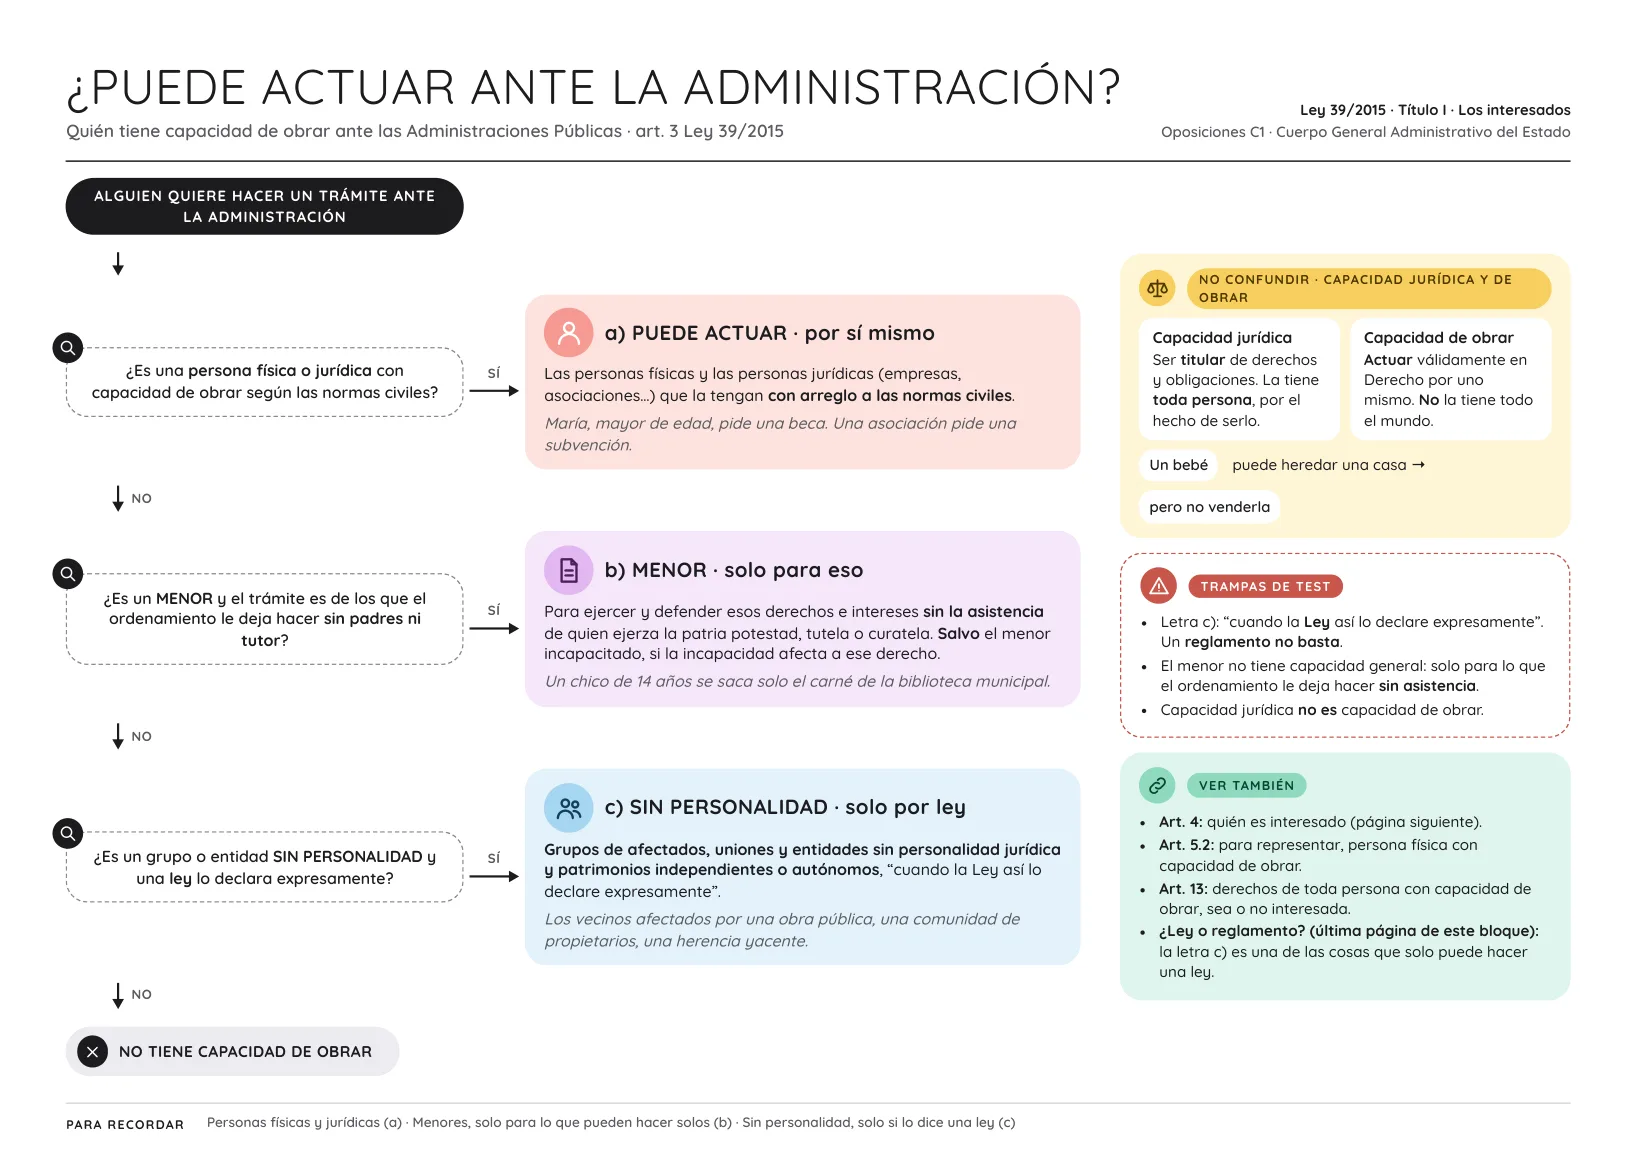 ¿PUEDE ACTUAR ANTE LA ADMINISTRACIÓN?
Quién tiene capacidad de obrar ante las Administraciones Públicas · art. 3 Ley 39/2015
Ley 39/2015 · Título I · Los interesados
Oposiciones C1 · Cuerpo General Administrativo del Estado
ALGUIEN QUIERE HACER UN TRÁMITE ANTE
LA ADMINISTRACIÓN
¿Es una persona física o jurídica con
capacidad de obrar según las normas civiles?
SÍ
a) PUEDE ACTUAR · por sí mismo
Las personas físicas y las personas jurídicas (empresas,
asociaciones…) que la tengan con arreglo a las normas civiles.
María, mayor de edad, pide una beca. Una asociación pide una
subvención.
NO
¿Es un MENOR y el trámite es de los que el
ordenamiento le deja hacer sin padres ni
tutor?
SÍ
b) MENOR · solo para eso
Para ejercer y defender esos derechos e intereses sin la asistencia
de quien ejerza la patria potestad, tutela o curatela. Salvo el menor
incapacitado, si la incapacidad afecta a ese derecho.
Un chico de 14 años se saca solo el carné de la biblioteca municipal.
NO
¿Es un grupo o entidad SIN PERSONALIDAD y
una ley lo declara expresamente?
SÍ
c) SIN PERSONALIDAD · solo por ley
Grupos de afectados, uniones y entidades sin personalidad jurídica
y patrimonios independientes o autónomos, “cuando la Ley así lo
declare expresamente”.
Los vecinos afectados por una obra pública, una comunidad de
propietarios, una herencia yacente.
NO
NO TIENE CAPACIDAD DE OBRAR
NO CONFUNDIR · CAPACIDAD JURÍDICA Y DE
OBRAR
Capacidad jurídica
Ser titular de derechos
y obligaciones. La tiene
toda persona, por el
hecho de serlo.
Capacidad de obrar
Actuar válidamente en
Derecho por uno
mismo. No la tiene todo
el mundo.
Un bebé puede heredar una casa →
pero no venderla
TRAMPAS DE TEST
• Letra c): “cuando la Ley así lo declare expresamente”.
Un reglamento no basta.
• El menor no tiene capacidad general: solo para lo que
el ordenamiento le deja hacer sin asistencia.
• Capacidad jurídica no es capacidad de obrar.
VER TAMBIÉN
• Art. 4: quién es interesado (página siguiente).
• Art. 5.2: para representar, persona física con
capacidad de obrar.
• Art. 13: derechos de toda persona con capacidad de
obrar, sea o no interesada.
• ¿Ley o reglamento? (última página de este bloque):
la letra c) es una de las cosas que solo puede hacer
una ley.
PARA RECORDAR Personas físicas y jurídicas (a) · Menores, solo para lo que pueden hacer solos (b) · Sin personalidad, solo si lo dice una ley (c)